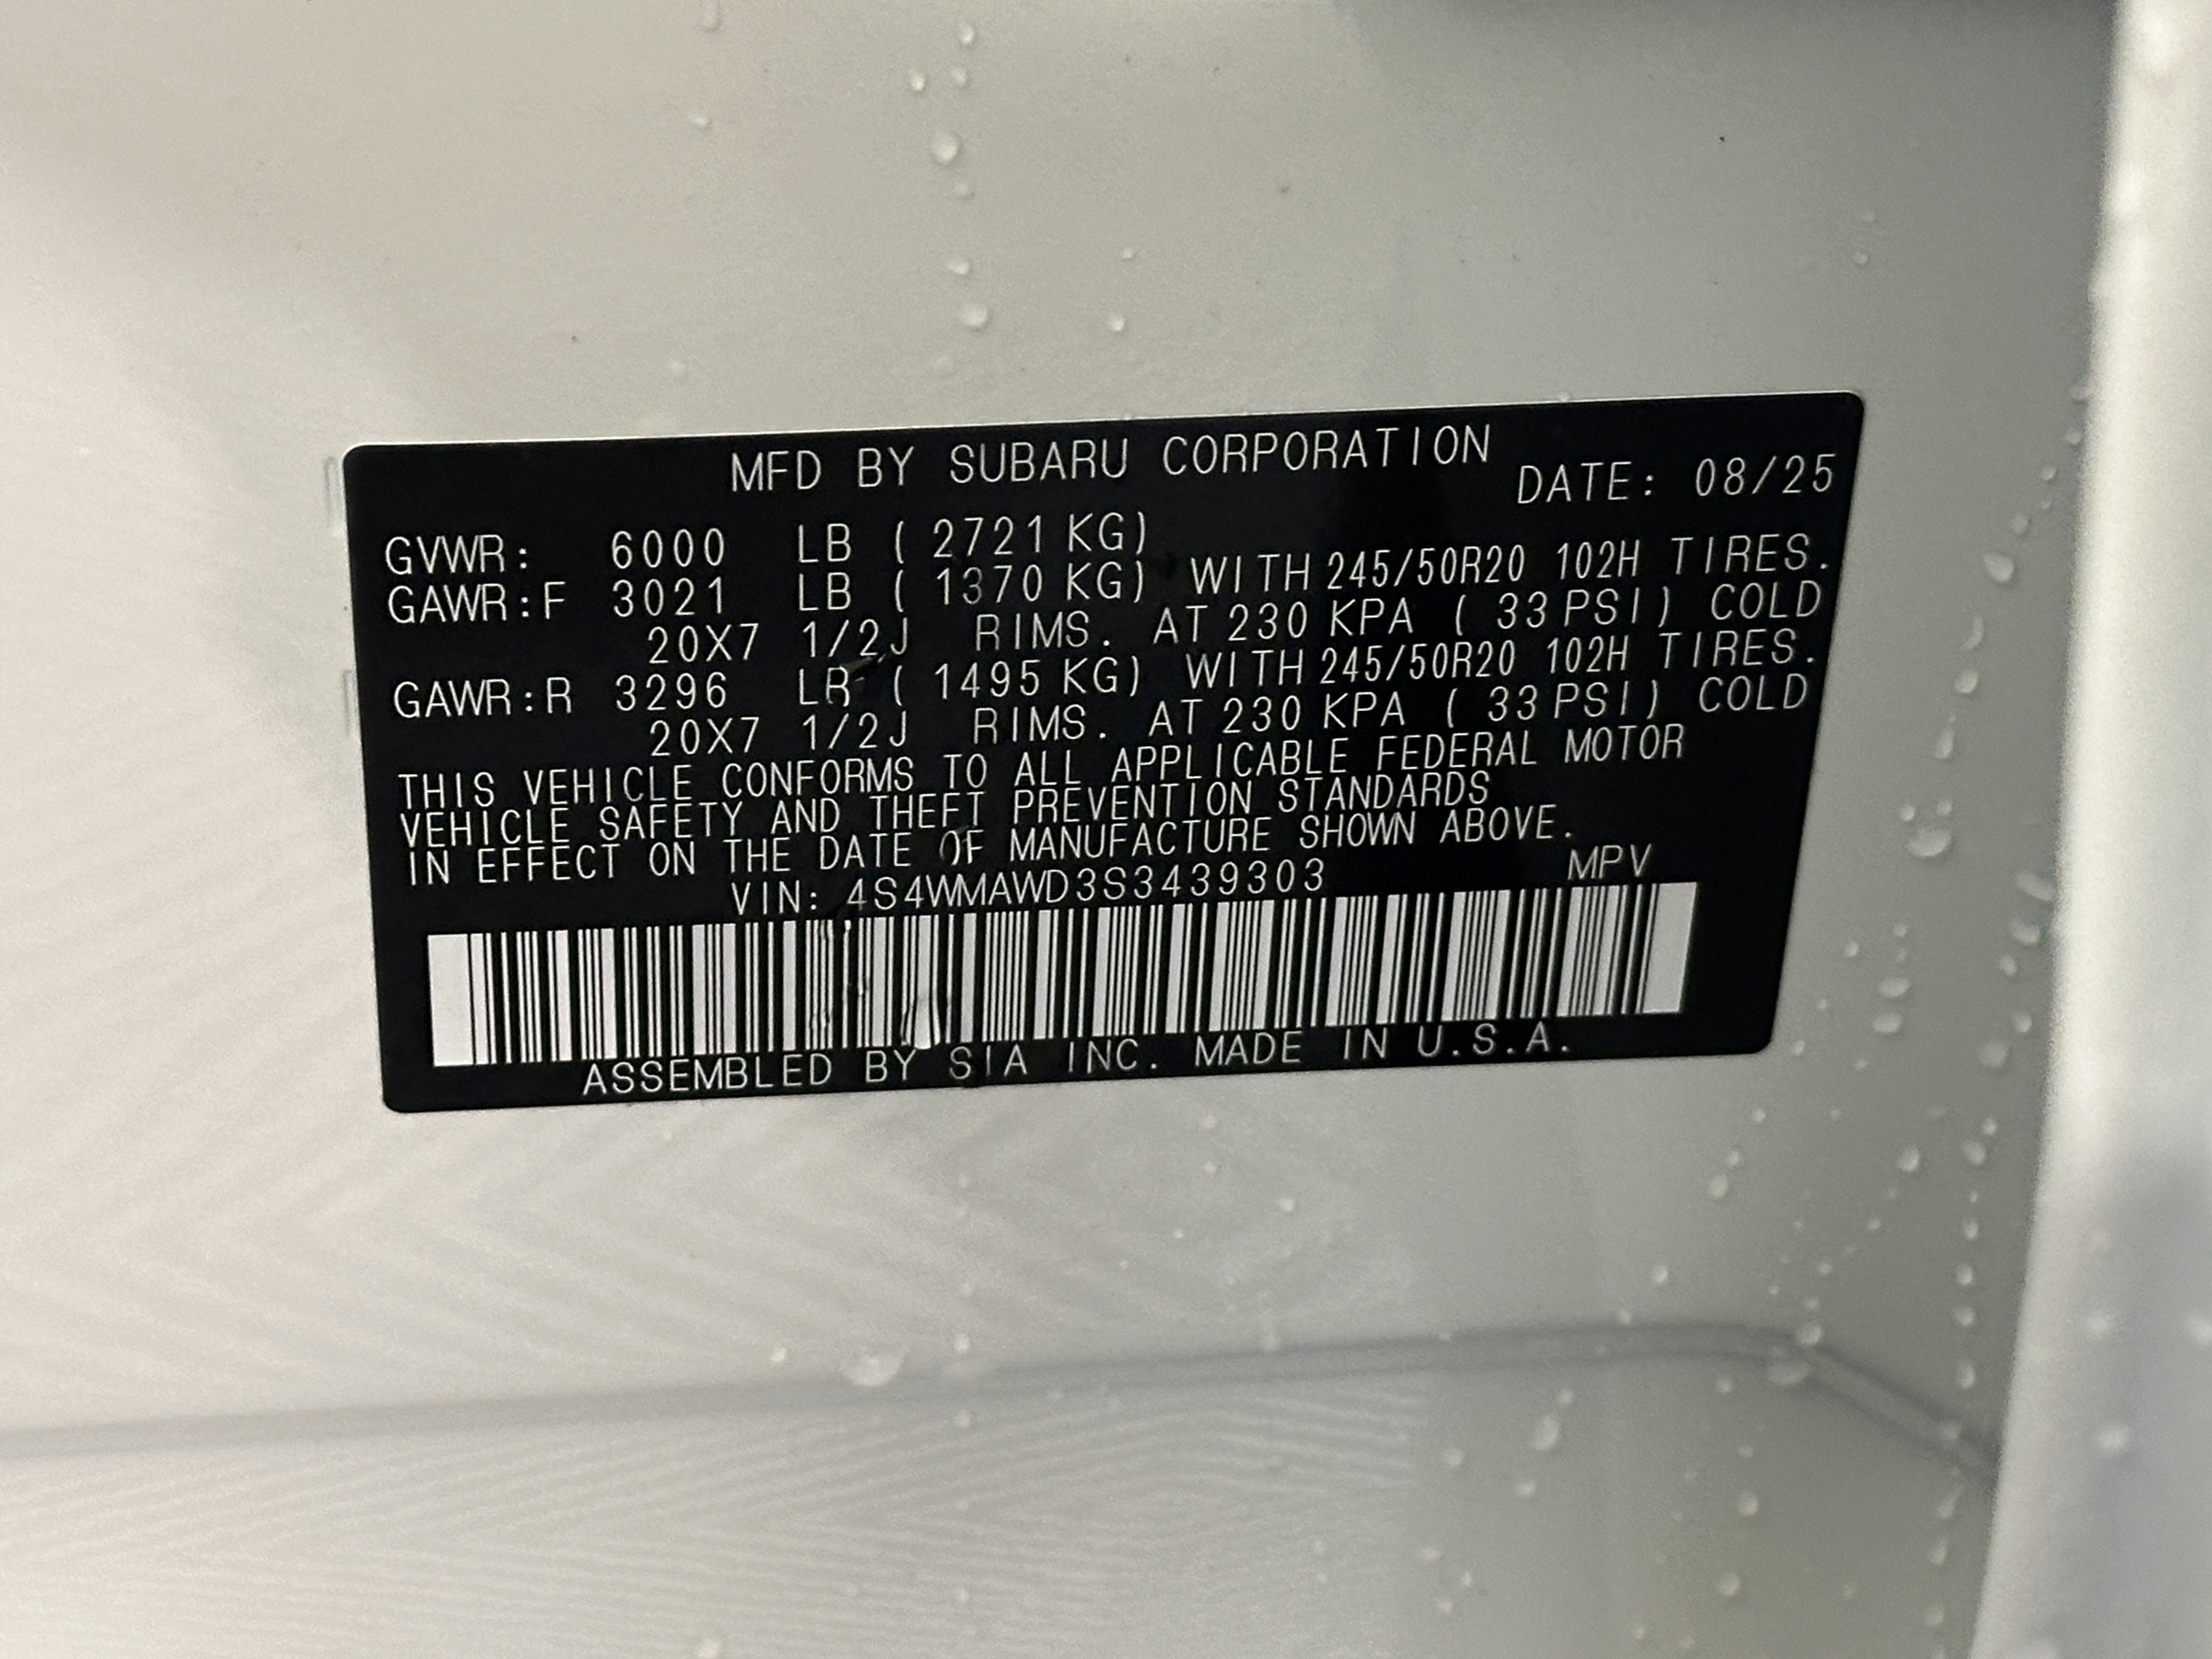 MFD BY SUBARU CORPORATION
DATE: 08/25
GVWR: 6000 LB ( 2721 KG)
GAWR:F 3021 LB ( 1370 KG) WITH 245/50R20 102H TIRES.
20X7 1/2J RIMS. AT 230 KPA ( 33 PSI) COLD
GAWR:R 3296 LB ( 1495 KG) WITH 245/50R20 102H TIRES.
20X7 1/2J RIMS. AT 230 KPA ( 33 PSI) COLD
THIS VEHICLE CONFORMS TO ALL APPLICABLE FEDERAL MOTOR
VEHICLE SAFETY AND THEFT PREVENTION STANDARDS
IN EFFECT ON THE DATE OF MANUFACTURE SHOWN ABOVE.
VIN: 4S4WMAWD3S3439303 MPV
ASSEMBLED BY SIA INC. MADE IN U.S.A.